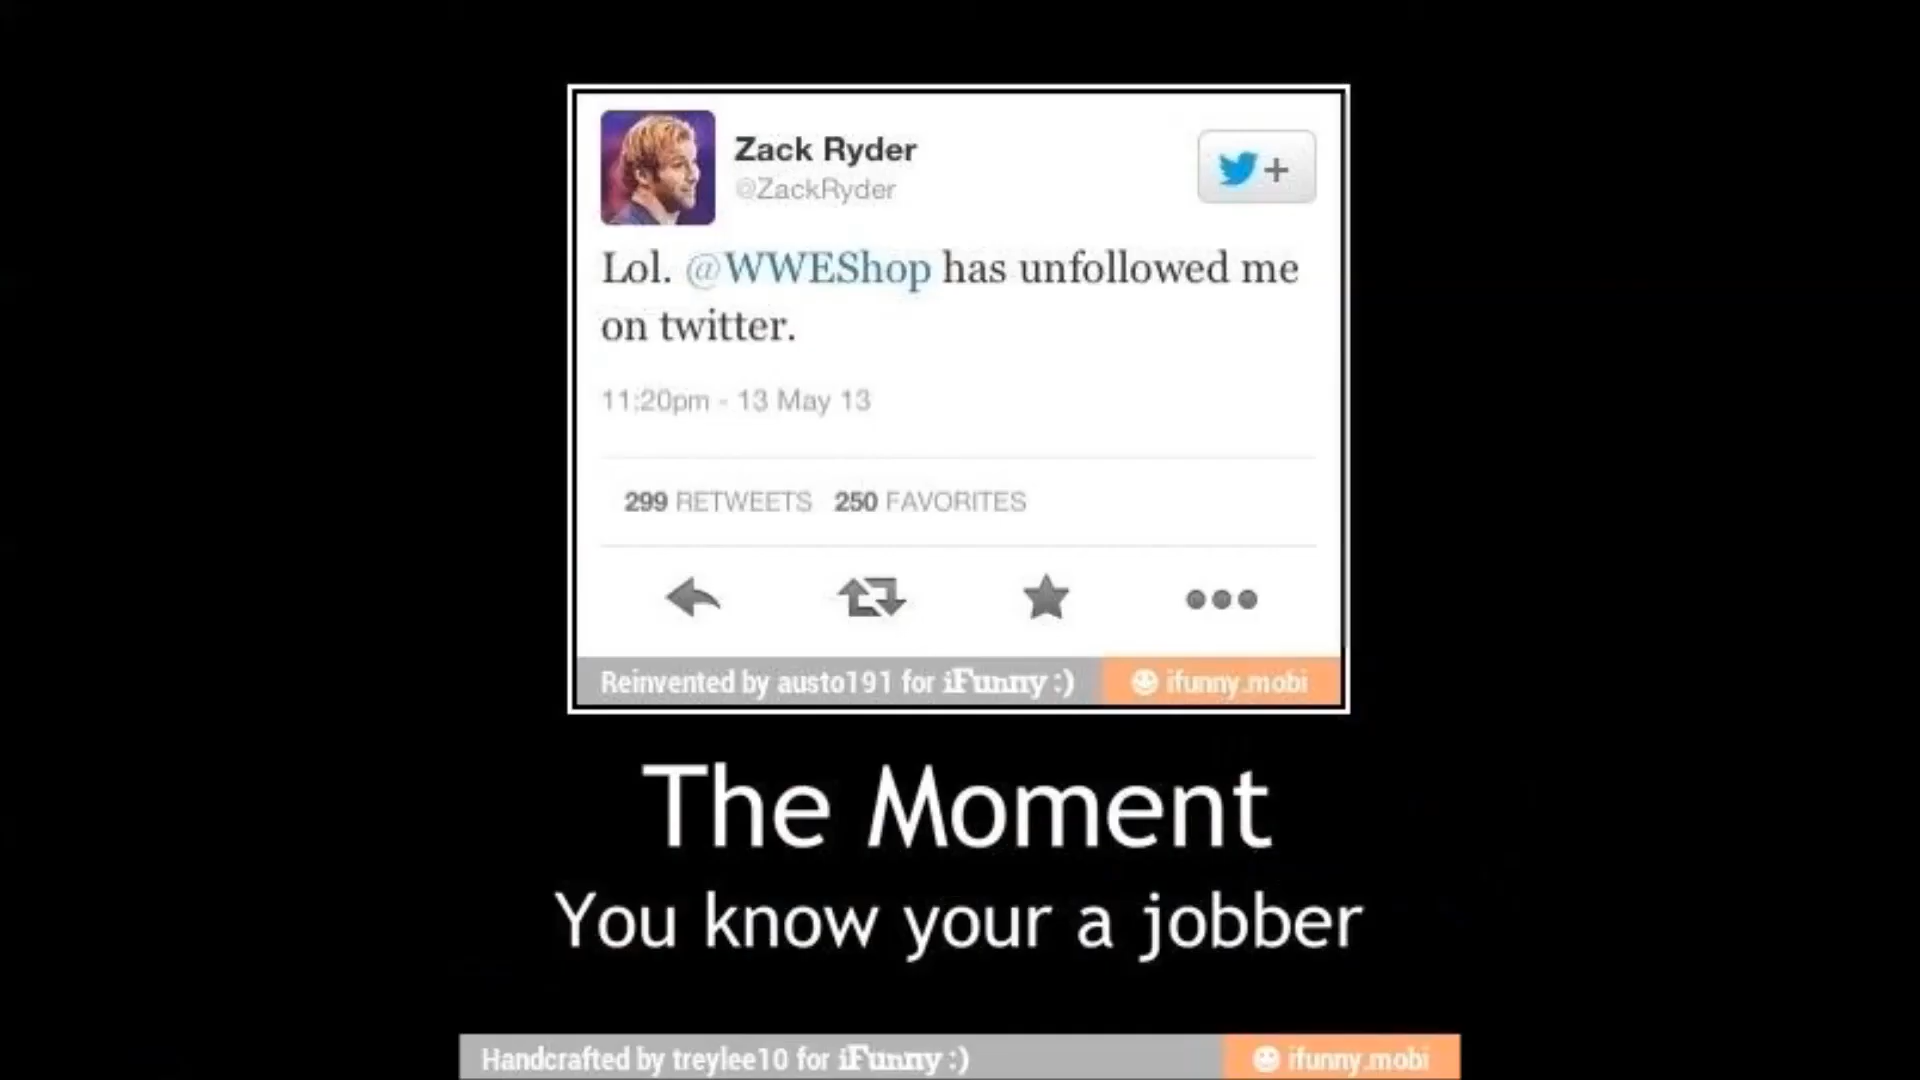 Zack Ryder
@ZackRyder
Lol. @WWEShop has unfollowed me
on twitter.
11:20pm - 13 May 13
299 RETWEETS 250 FAVORITES
Reinvented by austo191 for iFunny :) ifunny.mobi
The Moment
You know your a jobber
Handcrafted by treylee10 for iFunny :) ifunny.mobi